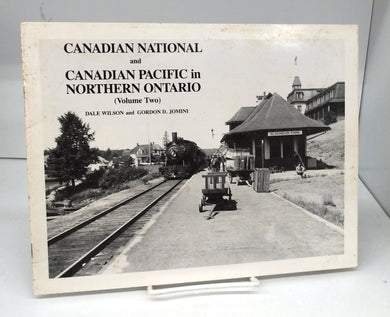 CANADIAN NATIONAL
and
CANADIAN PACIFIC in
NORTHERN ONTARIO
(Volume Two)
DALE WILSON and GORDON D. JOMINI